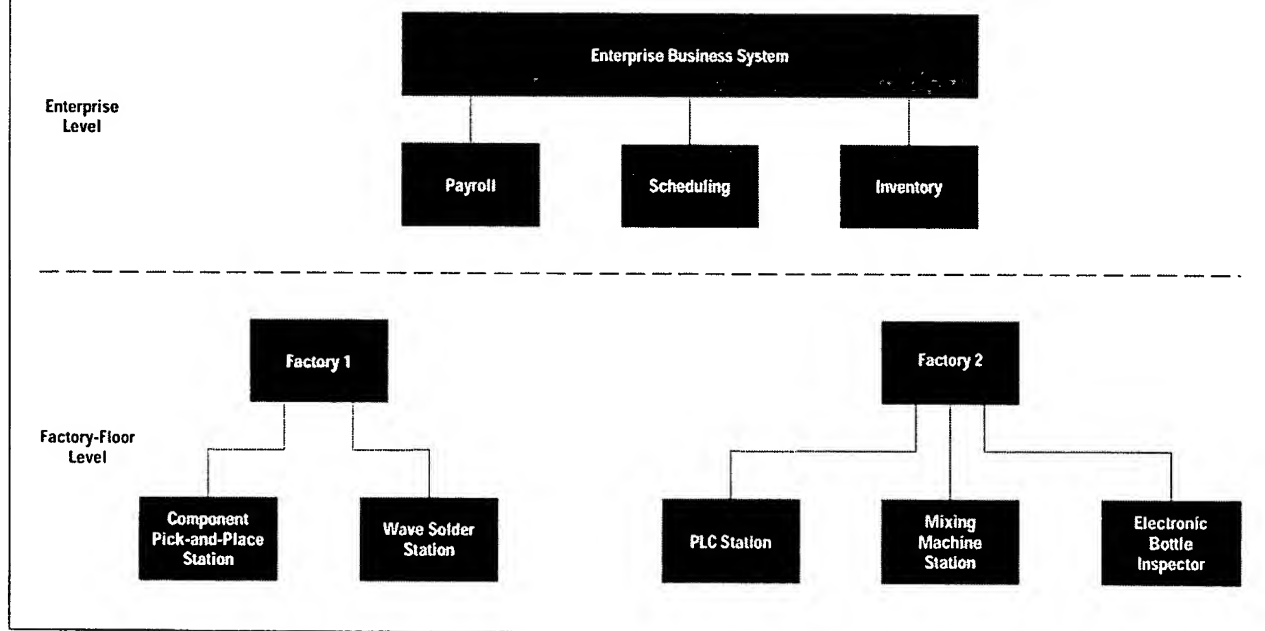 Enterprise Business System
Enterprise
Level
Payroll
Scheduling
Inventory
Factory 1
Factory 2
Factory-Floor
Level
Component
Pick-and-Place
Station
Wave Solder
Station
PLC Station
Mixing
Machine
Station
Electronic
Bottle
Inspector